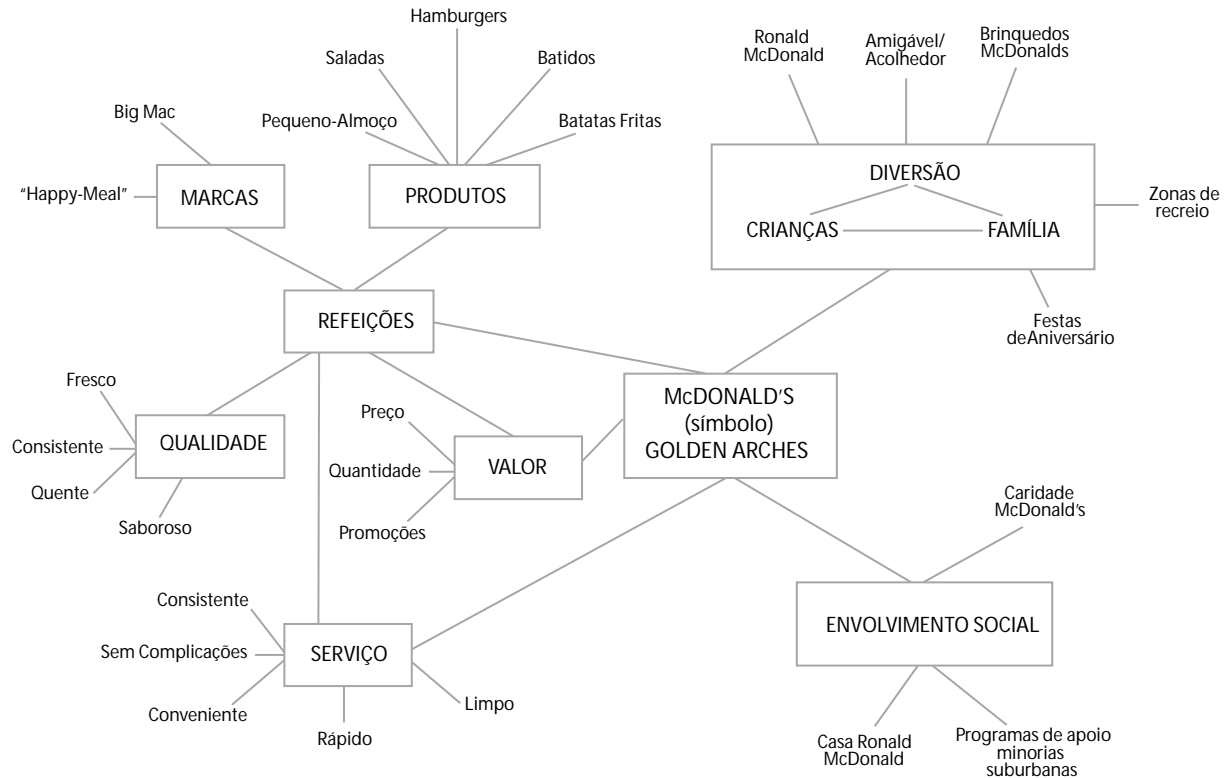 Hamburgers
Saladas
Batidos
Big Mac
Pequeno-Almoço
Batatas Fritas
"Happy-Meal"
MARCAS
PRODUTOS
Ronald
McDonald
Amigável/
Acolhedor
Brinquedos
McDonalds
DIVERSÃO
CRIANÇAS
FAMÍLIA
Zonas de
recreio
Festas
deAniversário
REFEIÇÕES
McDONALD'S
(símbolo)
GOLDEN ARCHES
Fresco
Consistente
Quente
Saboroso
QUALIDADE
Preço
Quantidade
Promoções
VALOR
Consistente
Sem Complicações
Conveniente
Rápido
Limpo
SERVIÇO
Caridade
McDonald's
ENVOLVIMENTO SOCIAL
Casa Ronald
McDonald
Programas de apoio
minorias
suburbanas